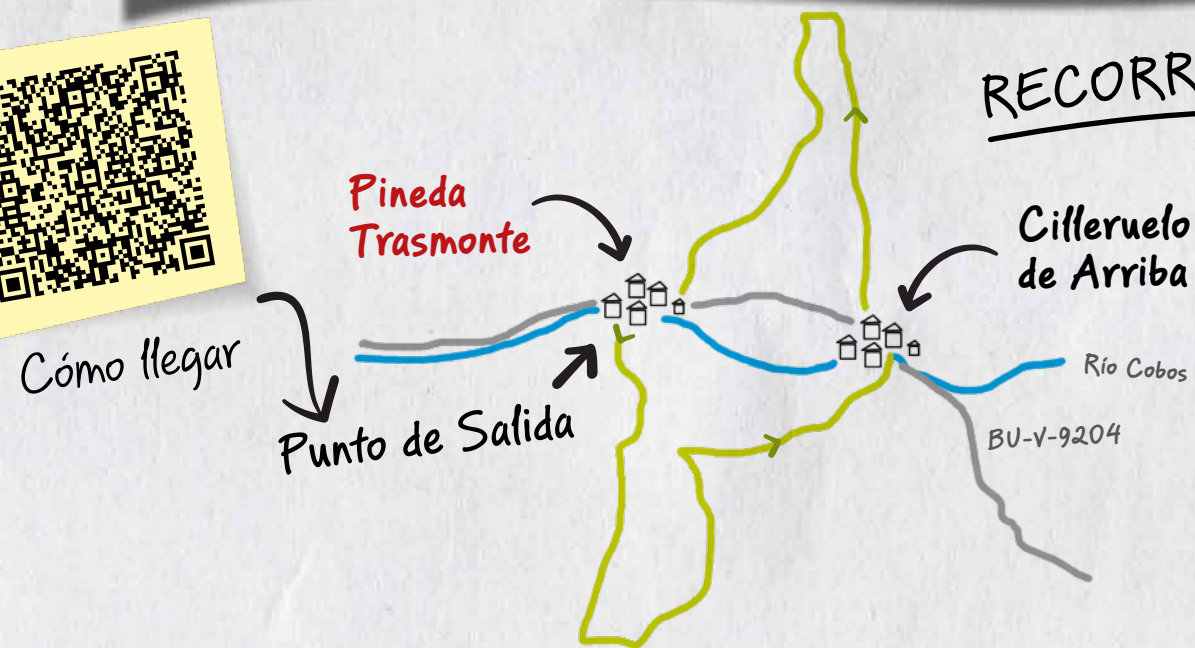 RECORR
Pineda
Trasmonte
Cilleruelo
de Arriba
Cómo llegar
Río Cobos
Punto de Salida
BU-V-9204